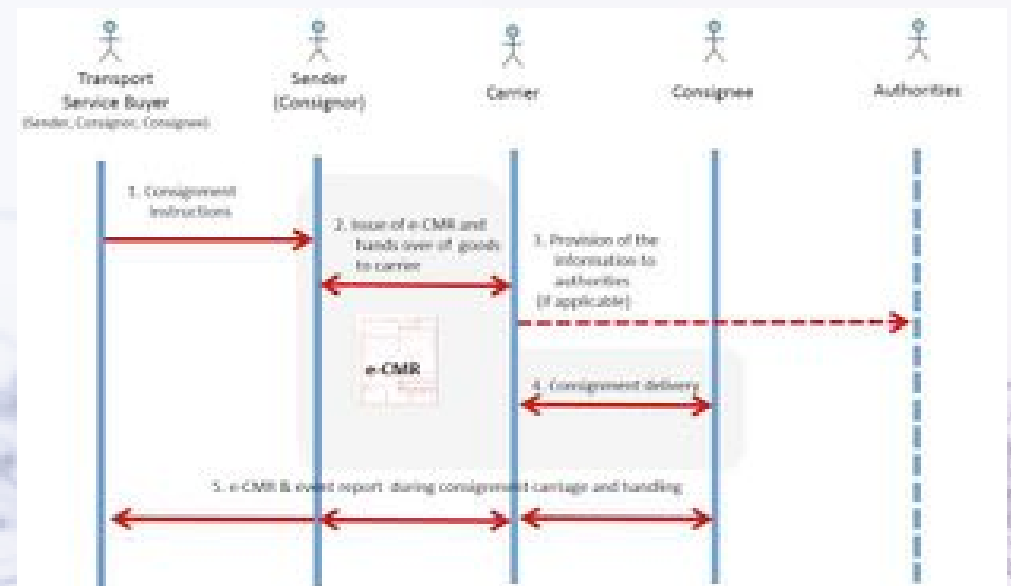 Transport
Service Buyer
(Sender, Consignor, Consignee)
Sender
(Consignor)
Carrier
Consignee
Authorities
1. Consignment
Instructions
2. Issue of e-CMR and
hands over of goods
to carrier
3. Provision of the
information to
authorities
(if applicable)
e-CMR
4. Consignment delivery
5. e-CMR & event report during consignment carriage and handling